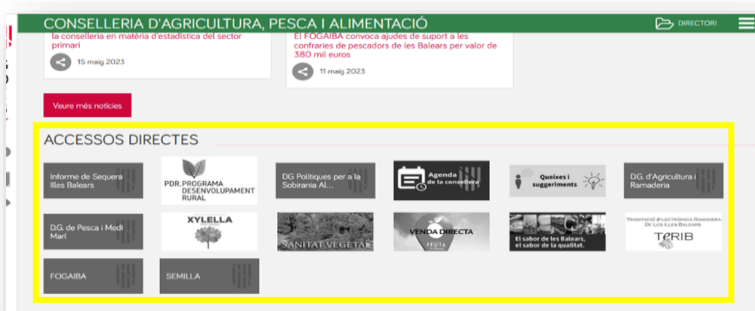 CONSELLERIA D'AGRICULTURA, PESCA I ALIMENTACIÓ
DIRECTORI
la conselleria en matèria d'estadística del sector
primari
15 maig 2023
El FOGAIBA convoca ajudes de suport a les
confraries de pescadors de les Balears per valor de
380 mil euros
11 maig 2023
Veure més notícies
ACCESSOS DIRECTES
Informe de Sequera
Illes Balears
PDR. PROGRAMA
DESENVOLUPAMENT
RURAL
DG Polítiques per a la
Sobirania Al...
Agenda
de la consellera
Queixes i
suggeriments
D.G. d'Agricultura i
Ramaderia
D.G. de Pesca i Medi
Marí
XYLELLA
SANITAT VEGETAL
VENDA DIRECTA
FRUITA
El sabor de les Balears,
el sabor de la qualitat.
TRAMITACIÓ ELECTRÒNICA RAMADERA
DE LES ILLES BALEARS
TERIB
FOGAIBA
SEMILLA